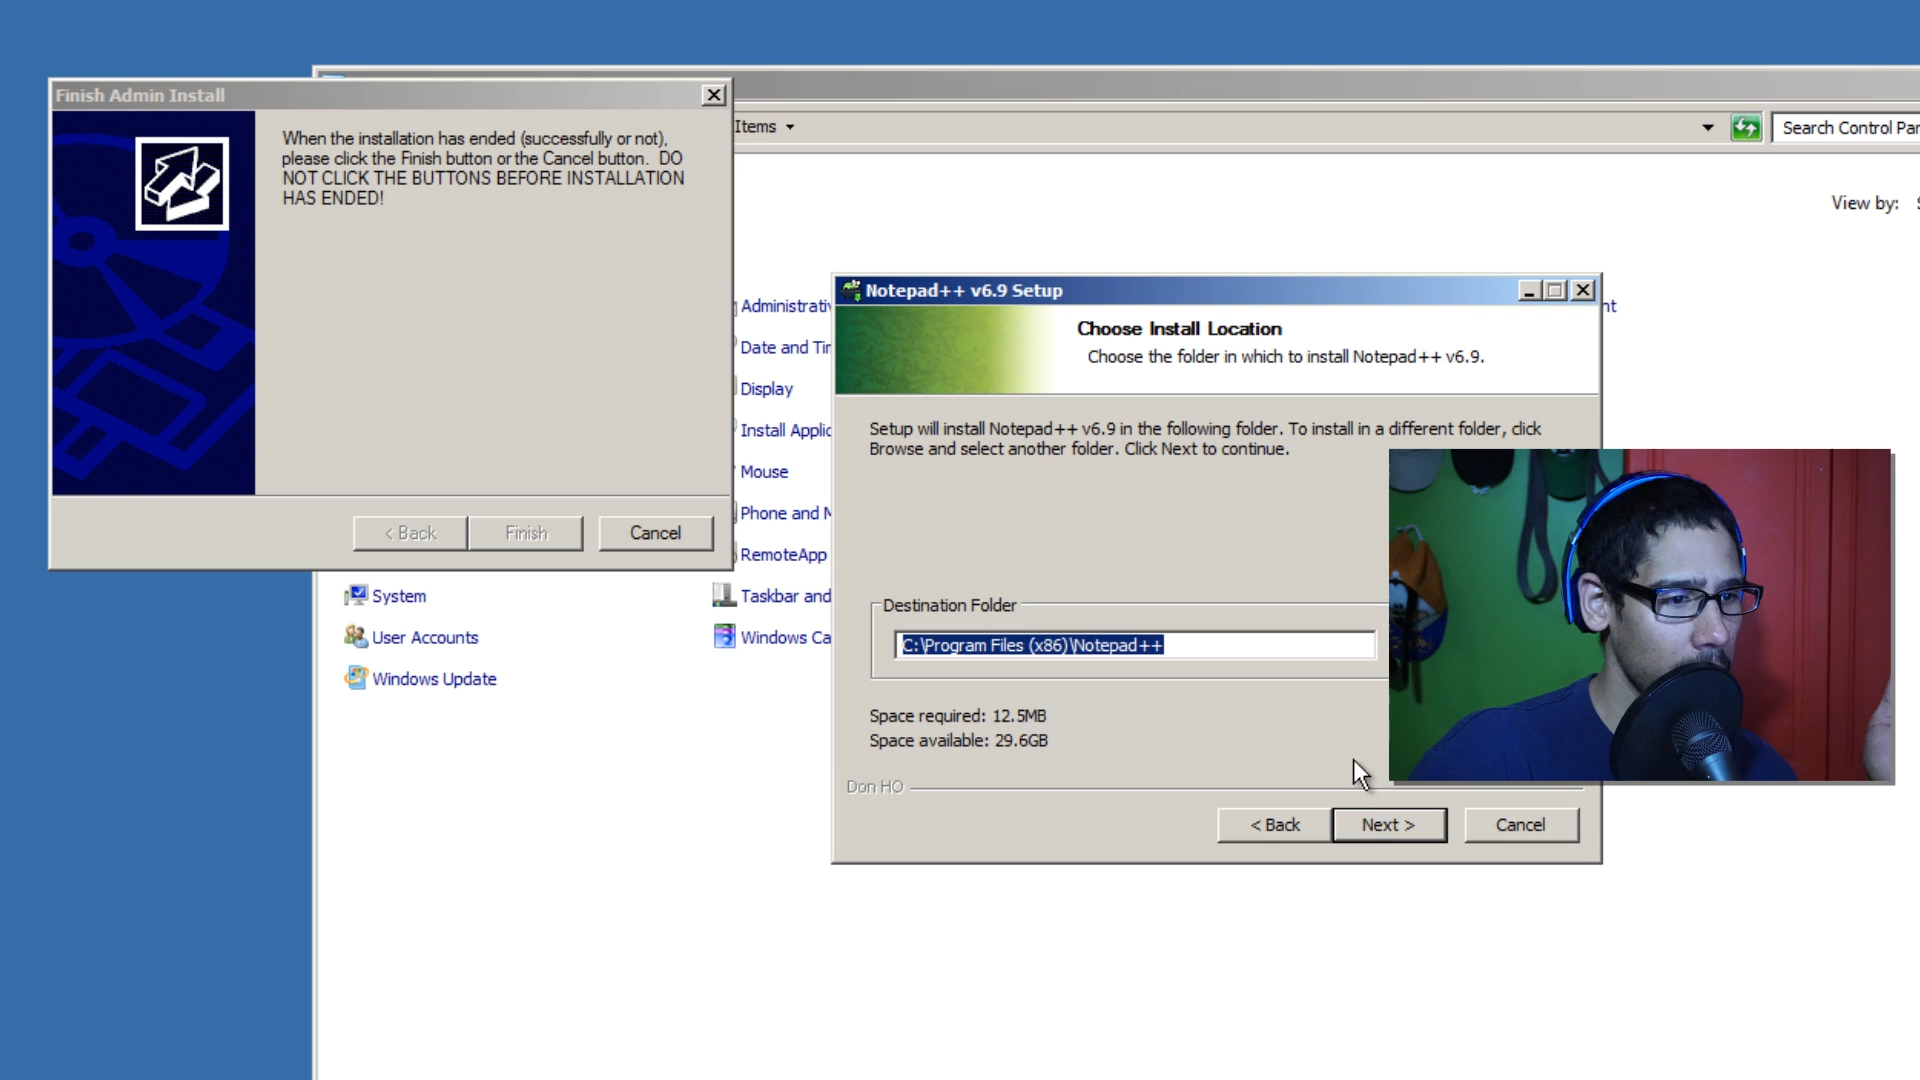 Finish Admin Install
When the installation has ended (successfully or not),
please click the Finish button or the Cancel button. DO
NOT CLICK THE BUTTONS BEFORE INSTALLATION
HAS ENDED!
< Back
Finish
Cancel
Items
Search Control Par
View by:
Administrativ
Date and Tim
Display
Install Applic
Mouse
Phone and M
RemoteApp
System
Taskbar and
User Accounts
Windows Ca
Windows Update
nt
Notepad++ v6.9 Setup
Choose Install Location
Choose the folder in which to install Notepad++ v6.9.
Setup will install Notepad++ v6.9 in the following folder. To install in a different folder, click
Browse and select another folder. Click Next to continue.
Destination Folder
C:\Program Files (x86)\Notepad++
Space required: 12.5MB
Space available: 29.6GB
Don HO
< Back
Next >
Cancel